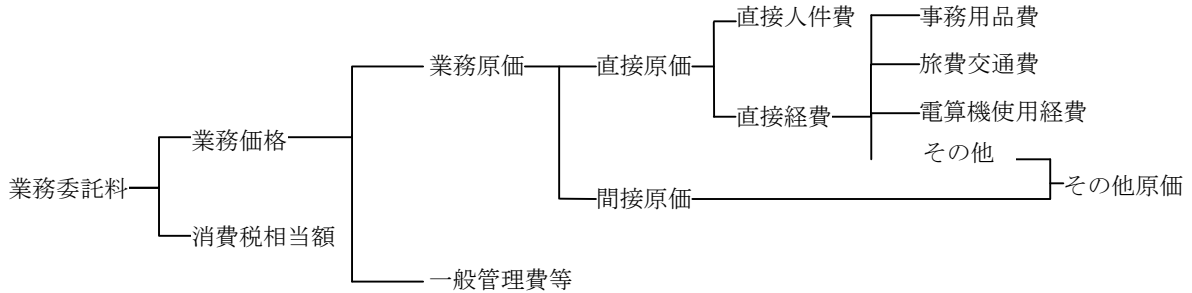 業務委託料
業務価格
消費税相当額
業務原価
一般管理費等
直接原価
間接原価
直接人件費
直接経費
事務用品費
旅費交通費
電算機使用経費
その他
その他原価